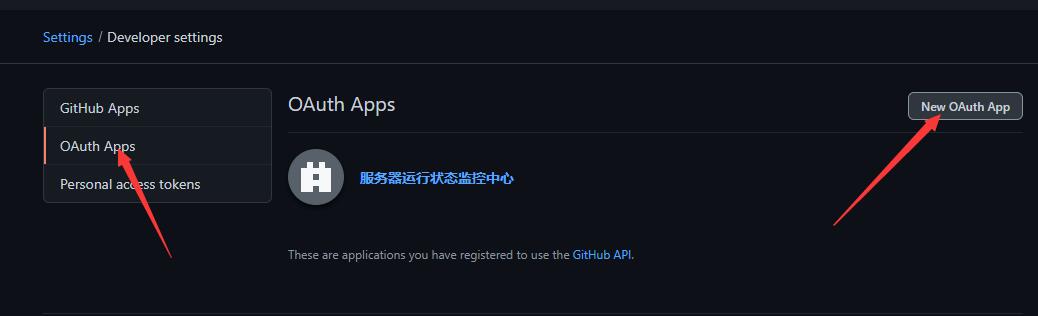 Settings / Developer settings
GitHub Apps
OAuth Apps
Personal access tokens
OAuth Apps
New OAuth App
服务器运行状态监控中心
These are applications you have registered to use the GitHub API.